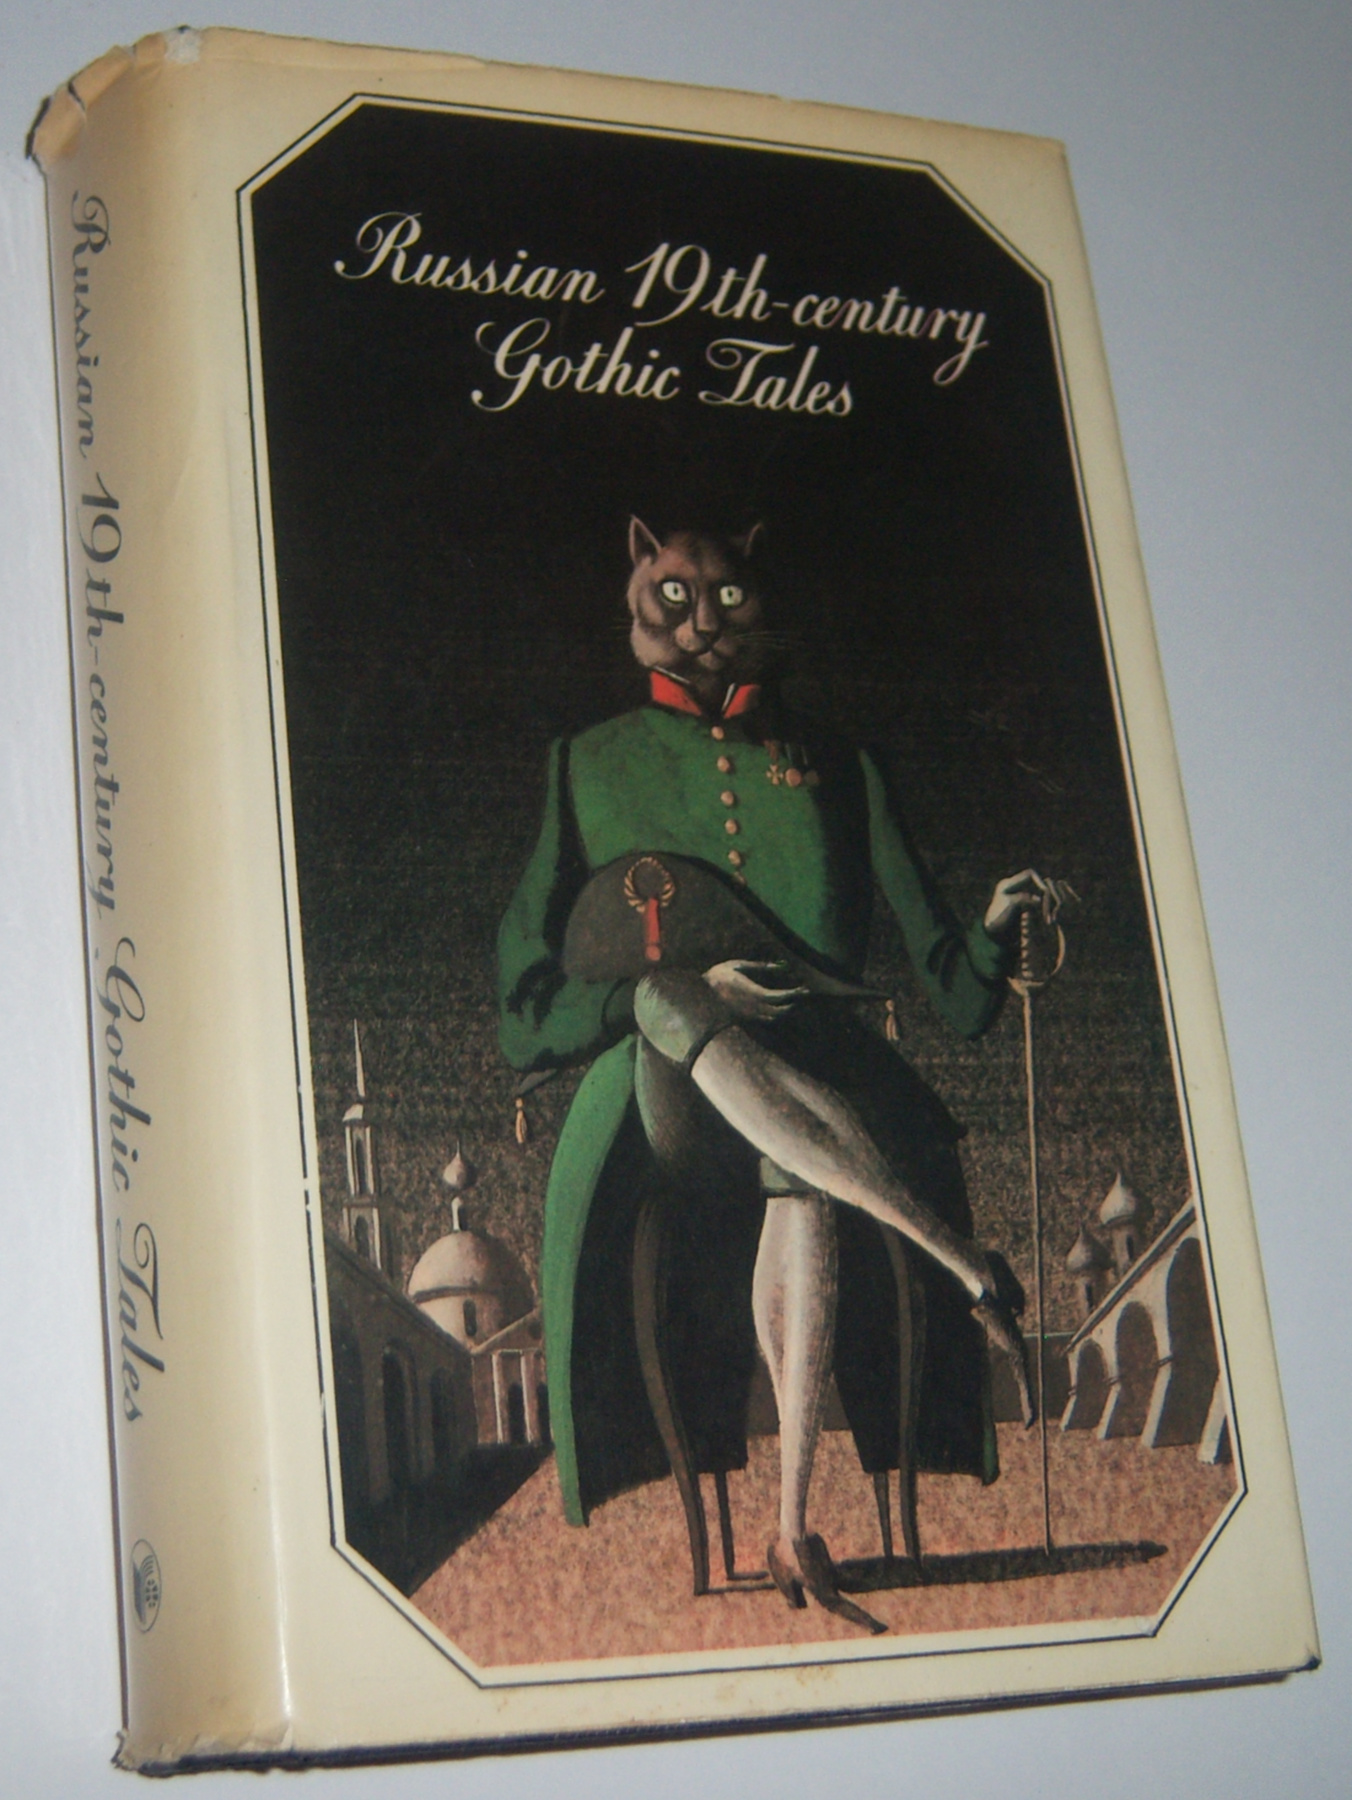 Russian 19th-century
Gothic Tales
Russian 19th-century Gothic Tales